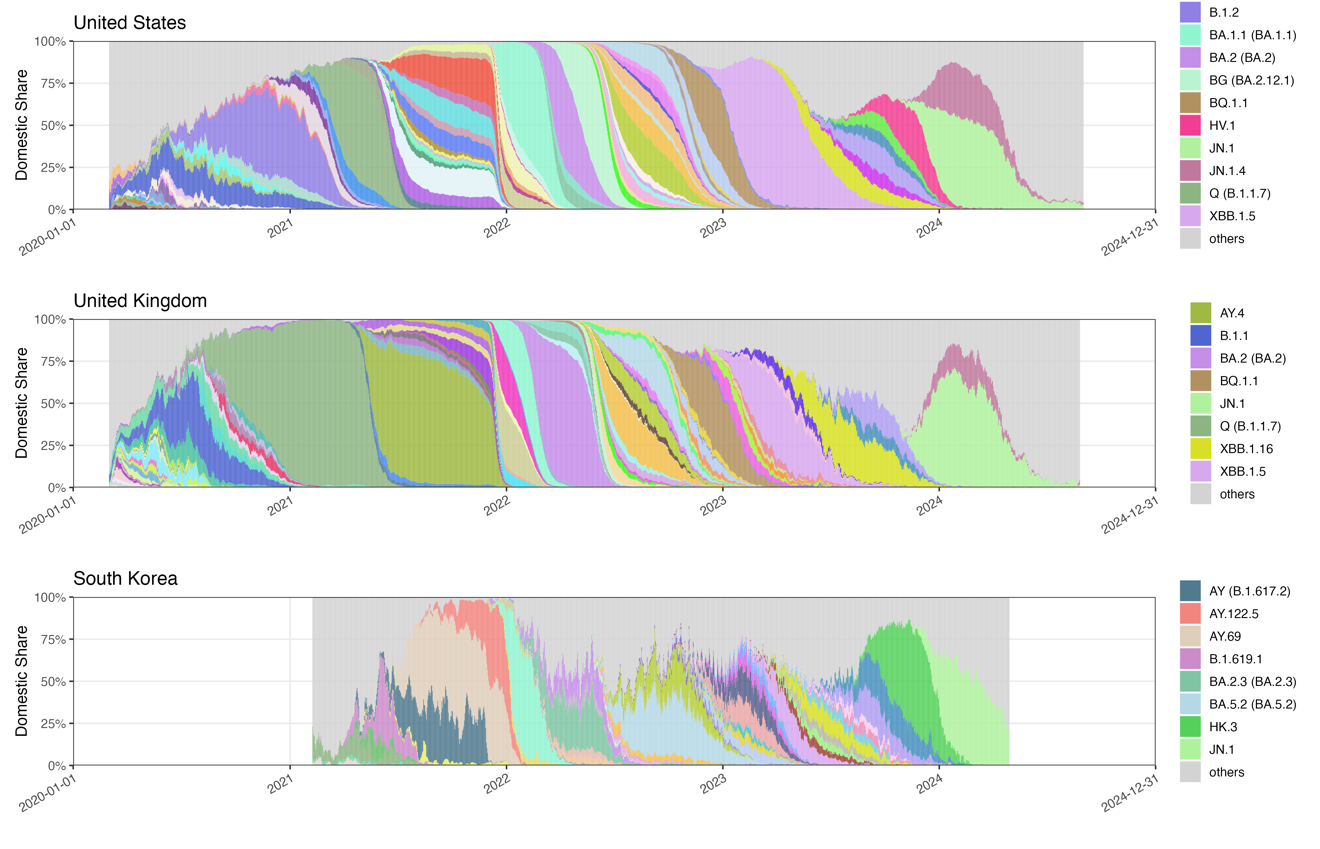 United States
Domestic Share
100%
75%
50%
25%
0%
2020-01-01
2021
2022
2023
2024
2024-12-31
B.1.2
BA.1.1 (BA.1.1)
BA.2 (BA.2)
BG (BA.2.12.1)
BQ.1.1
HV.1
JN.1
JN.1.4
Q (B.1.1.7)
XBB.1.5
others
United Kingdom
Domestic Share
100%
75%
50%
25%
0%
2020-01-01
2021
2022
2023
2024
2024-12-31
AY.4
B.1.1
BA.2 (BA.2)
BQ.1.1
JN.1
Q (B.1.1.7)
XBB.1.16
XBB.1.5
others
South Korea
Domestic Share
100%
75%
50%
25%
0%
2020-01-01
2021
2022
2023
2024
2024-12-31
AY (B.1.617.2)
AY.122.5
AY.69
B.1.619.1
BA.2.3 (BA.2.3)
BA.5.2 (BA.5.2)
HK.3
JN.1
others